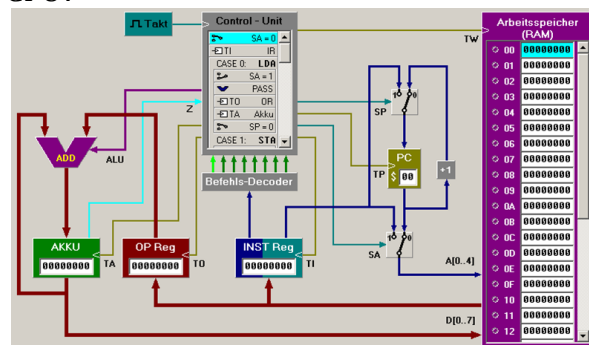 Takt
Control - Unit
SA = 0
TI IR
CASE 0: LDA
SA = 1
PASS
TO OR
TA Akku
SP = 0
CASE 1: STA
Befehls-Decoder
TW
Arbeitsspeicher
(RAM)
00 00000000
01 00000000
02 00000000
03 00000000
04 00000000
05 00000000
06 00000000
07 00000000
08 00000000
09 00000000
0A 00000000
0B 00000000
0C 00000000
0D 00000000
0E 00000000
0F 00000000
10 00000000
11 00000000
12 00000000
Z
ADD
ALU
1 0
SP
PC
$ 00
TP
+1
1 0
SA
A[0..4]
AKKU
00000000
TA
OP Reg
00000000
TO
INST Reg
00000000
TI
D[0..7]